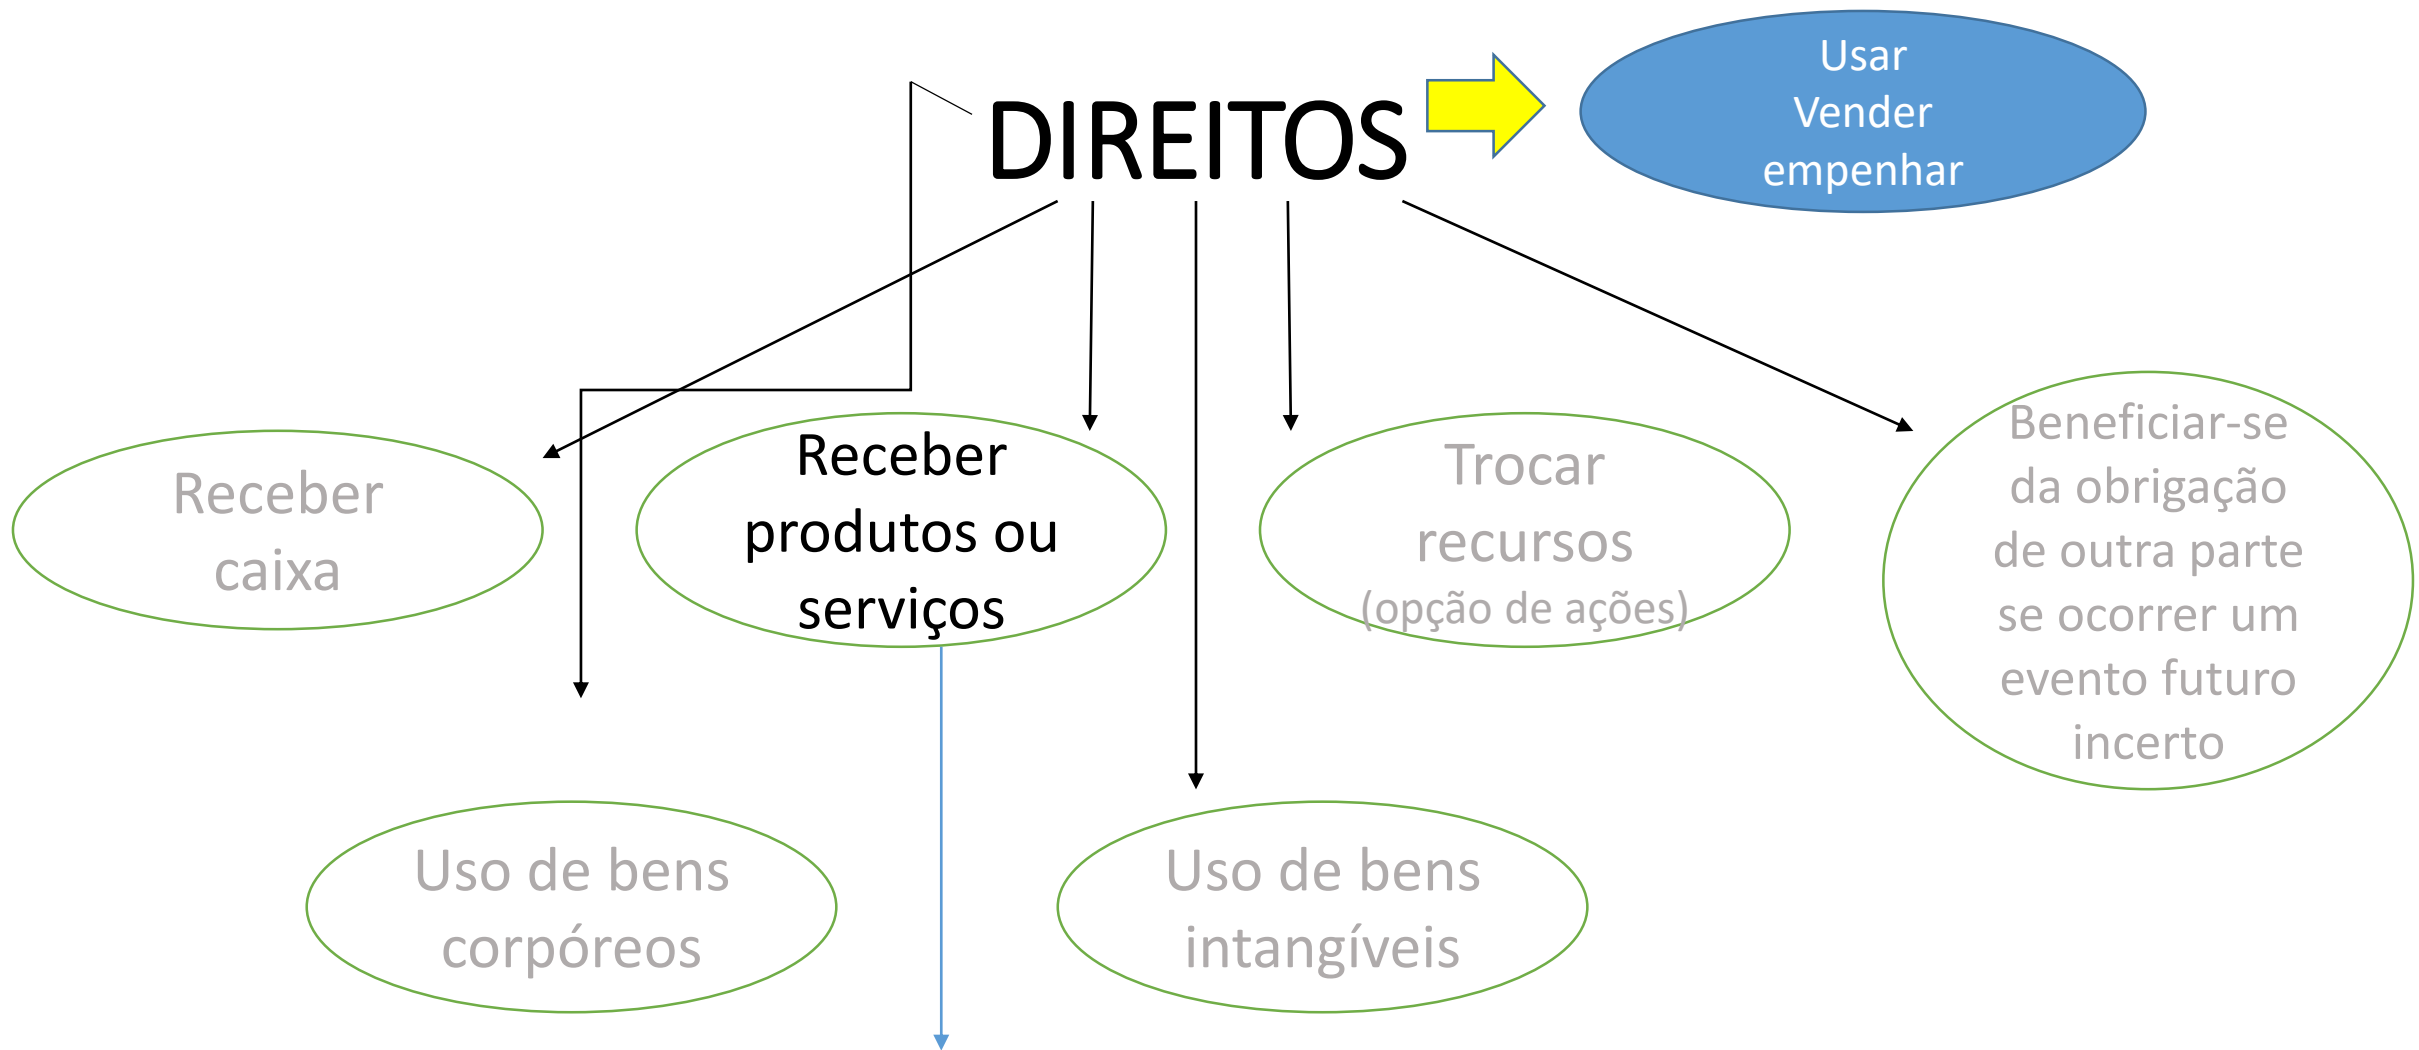 DIREITOS
Usar
Vender
empenhar
Receber
caixa
Receber
produtos ou
serviços
Trocar
recursos
(opção de ações)
Beneficiar-se
da obrigação
de outra parte
se ocorrer um
evento futuro
incerto
Uso de bens
corpóreos
Uso de bens
intangíveis